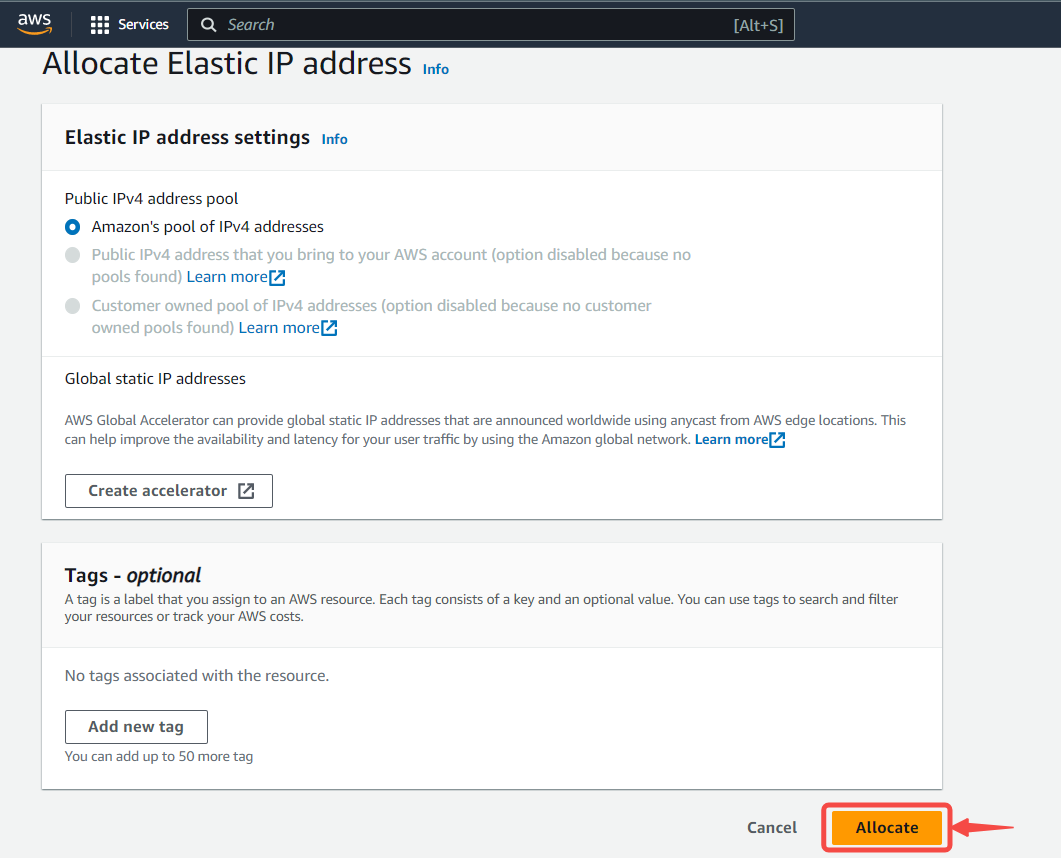 aws
Services
Search
[Alt+S]
Allocate Elastic IP address Info
Elastic IP address settings Info
Public IPv4 address pool
Amazon's pool of IPv4 addresses
Public IPv4 address that you bring to your AWS account (option disabled because no
pools found) Learn more
Customer owned pool of IPv4 addresses (option disabled because no customer
owned pools found) Learn more
Global static IP addresses
AWS Global Accelerator can provide global static IP addresses that are announced worldwide using anycast from AWS edge locations. This
can help improve the availability and latency for your user traffic by using the Amazon global network. Learn more
Create accelerator
Tags - optional
A tag is a label that you assign to an AWS resource. Each tag consists of a key and an optional value. You can use tags to search and filter
your resources or track your AWS costs.
No tags associated with the resource.
Add new tag
You can add up to 50 more tag
Cancel
Allocate